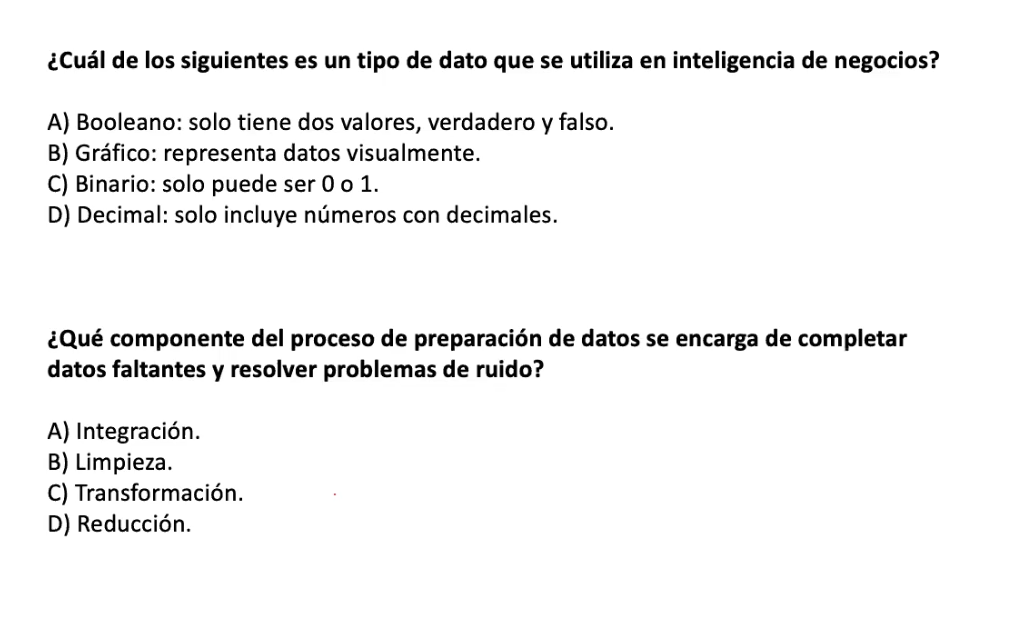 ¿Cuál de los siguientes es un tipo de dato que se utiliza en inteligencia de negocios?
A) Booleano: solo tiene dos valores, verdadero y falso.
B) Gráfico: representa datos visualmente.
C) Binario: solo puede ser 0 o 1.
D) Decimal: solo incluye números con decimales.
¿Qué componente del proceso de preparación de datos se encarga de completar
datos faltantes y resolver problemas de ruido?
A) Integración.
B) Limpieza.
C) Transformación.
D) Reducción.